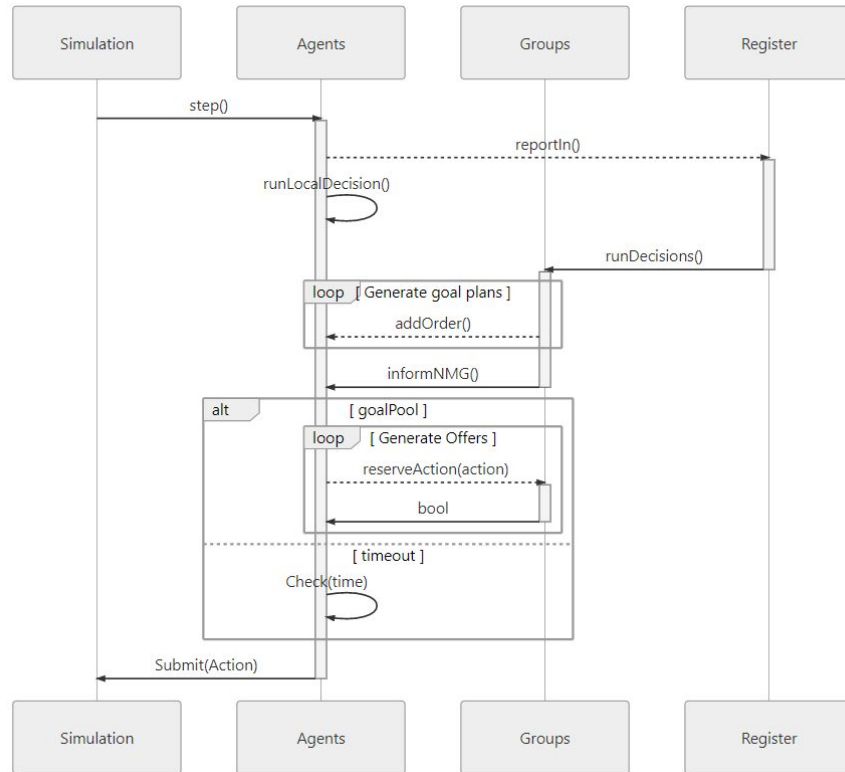 Simulation
Agents
Groups
Register
step()
reportIn()
runLocalDecision()
runDecisions()
loop [ Generate goal plans ]
addOrder()
informNMG()
alt [ goalPool ]
loop [ Generate Offers ]
reserveAction(action)
bool
[ timeout ]
Check(time)
Submit(Action)
Simulation
Agents
Groups
Register